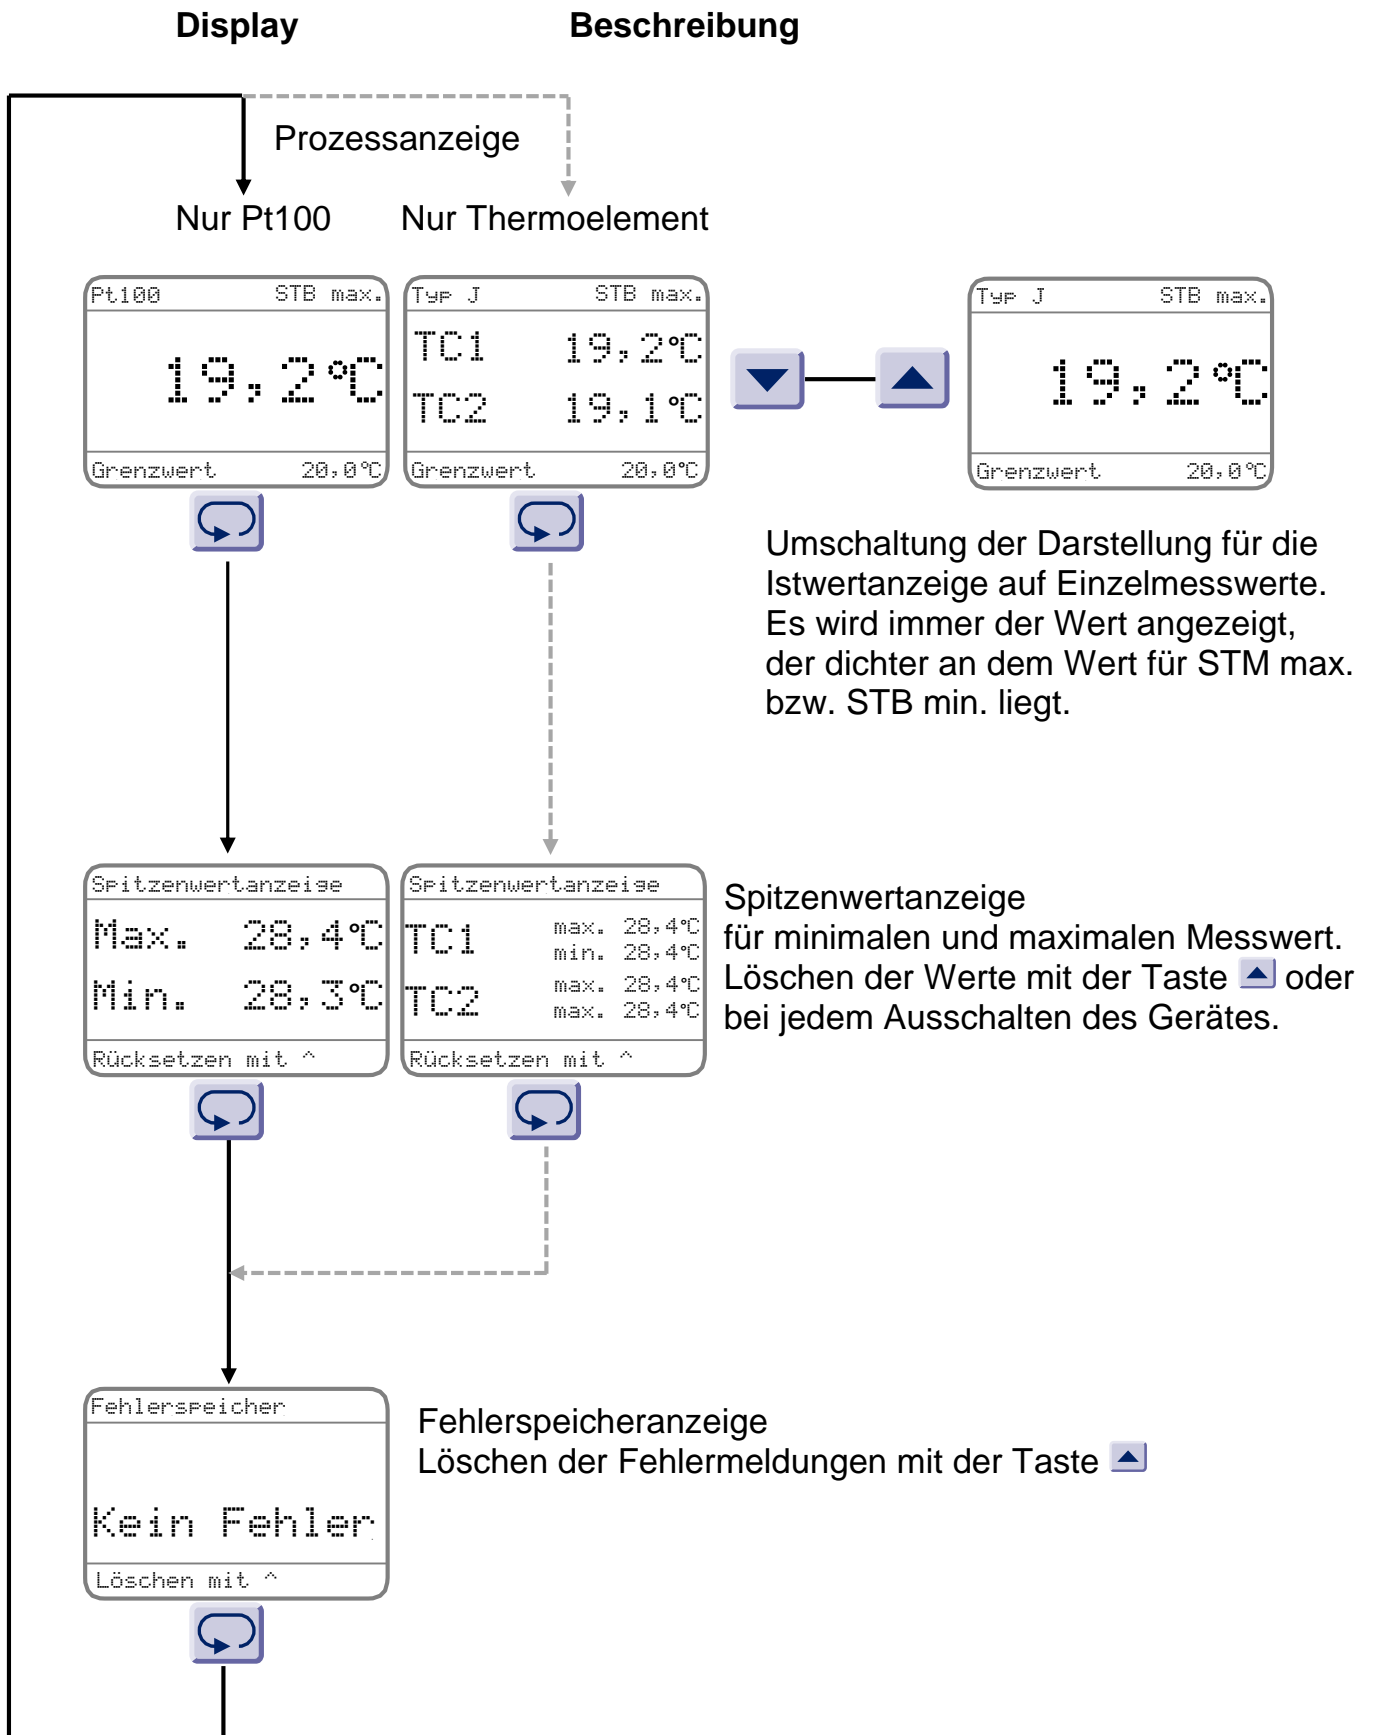 Display Beschreibung
Prozessanzeige
Nur Pt100 Nur Thermoelement
Pt100 STB max.
19,2°C
Grenzwert 20,0°C
Typ J STB max.
TC1 19,2°C
TC2 19,1°C
Grenzwert 20,0°C
Typ J STB max.
19,2°C
Grenzwert 20,0°C
Umschaltung der Darstellung für die
Istwertanzeige auf Einzelmesswerte.
Es wird immer der Wert angezeigt,
der dichter an dem Wert für STM max.
bzw. STB min. liegt.
Spitzenwertanzeige
Max. 28,4°C
Min. 28,3°C
Rücksetzen mit ^
Spitzenwertanzeige
TC1 max. 28,4°C
min. 28,4°C
TC2 max. 28,4°C
max. 28,4°C
Rücksetzen mit ^
Spitzenwertanzeige
für minimalen und maximalen Messwert.
Löschen der Werte mit der Taste oder
bei jedem Ausschalten des Gerätes.
Fehlerspeicher
Kein Fehler
Löschen mit ^
Fehlerspeicheranzeige
Löschen der Fehlermeldungen mit der Taste